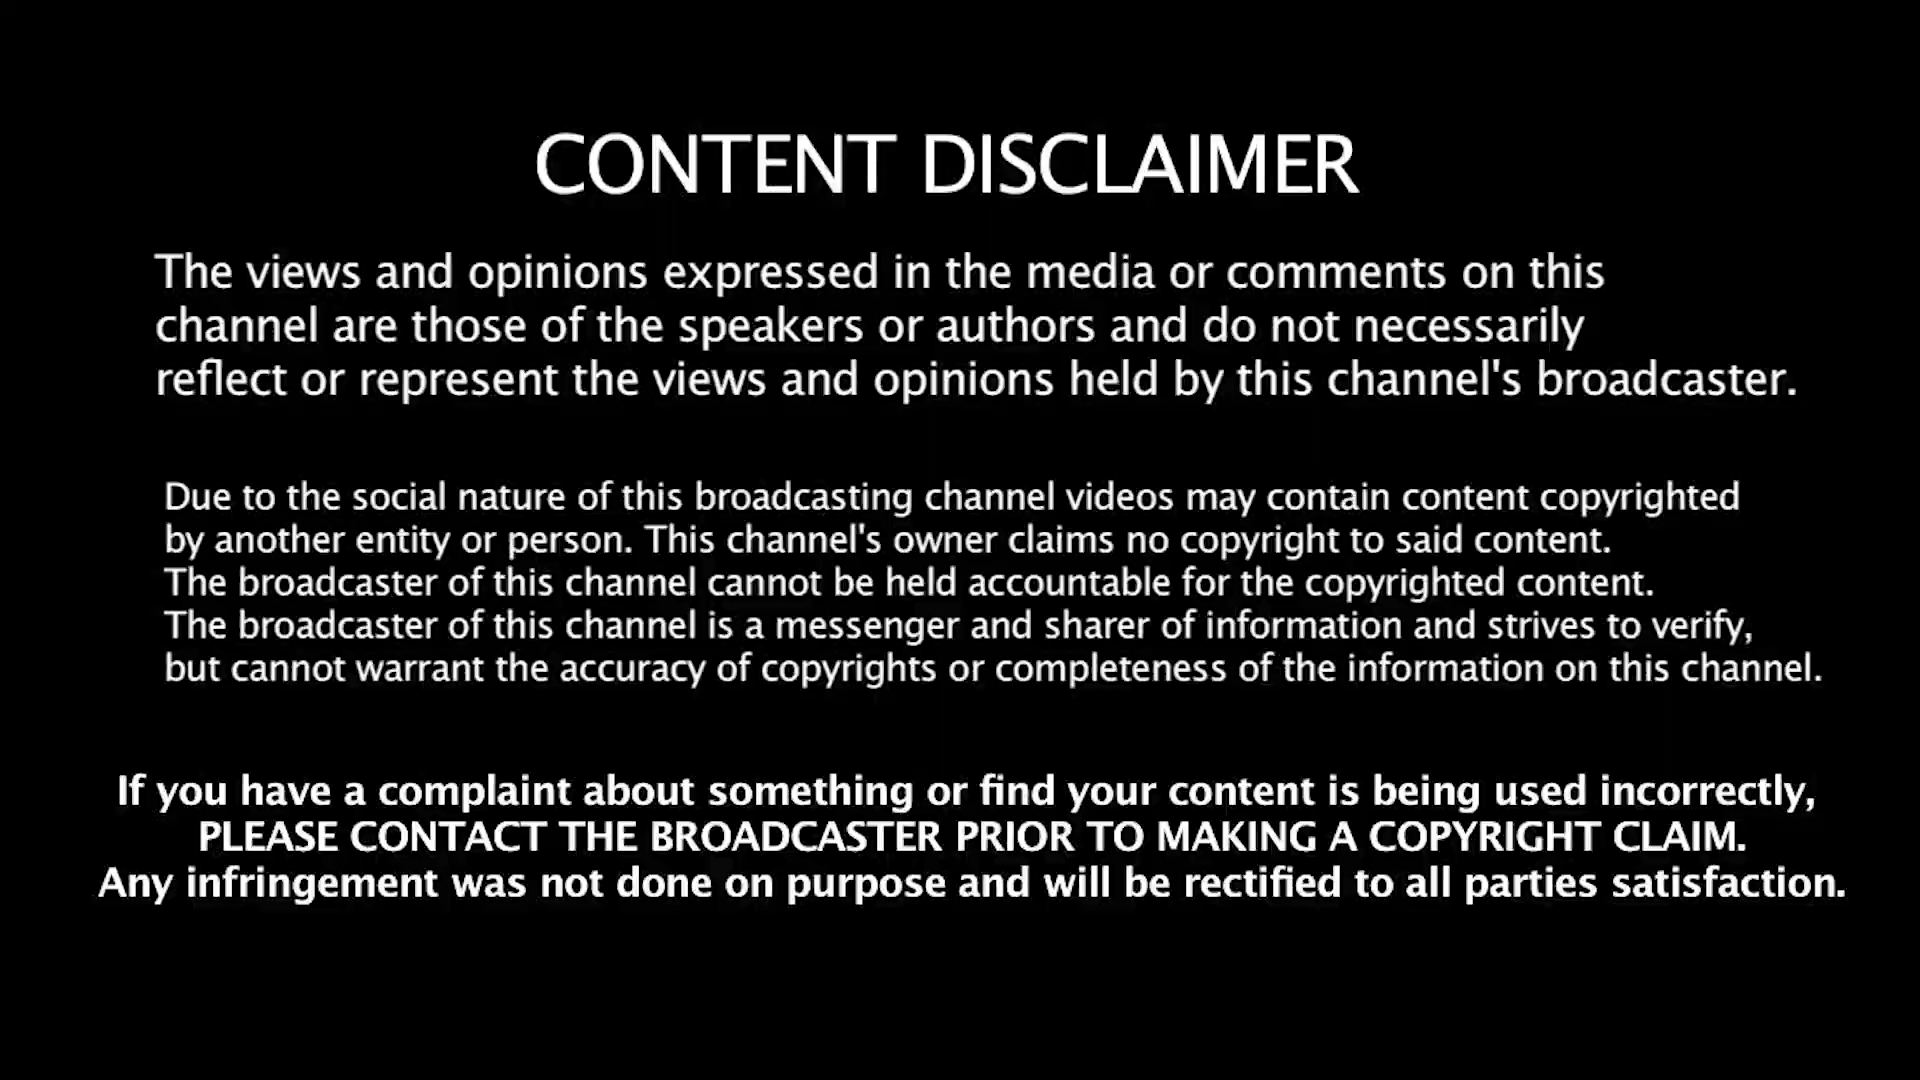 CONTENT DISCLAIMER
The views and opinions expressed in the media or comments on this
channel are those of the speakers or authors and do not necessarily
reflect or represent the views and opinions held by this channel's broadcaster.
Due to the social nature of this broadcasting channel videos may contain content copyrighted
by another entity or person. This channel's owner claims no copyright to said content.
The broadcaster of this channel cannot be held accountable for the copyrighted content.
The broadcaster of this channel is a messenger and sharer of information and strives to verify,
but cannot warrant the accuracy of copyrights or completeness of the information on this channel.
If you have a complaint about something or find your content is being used incorrectly,
PLEASE CONTACT THE BROADCASTER PRIOR TO MAKING A COPYRIGHT CLAIM.
Any infringement was not done on purpose and will be rectified to all parties satisfaction.